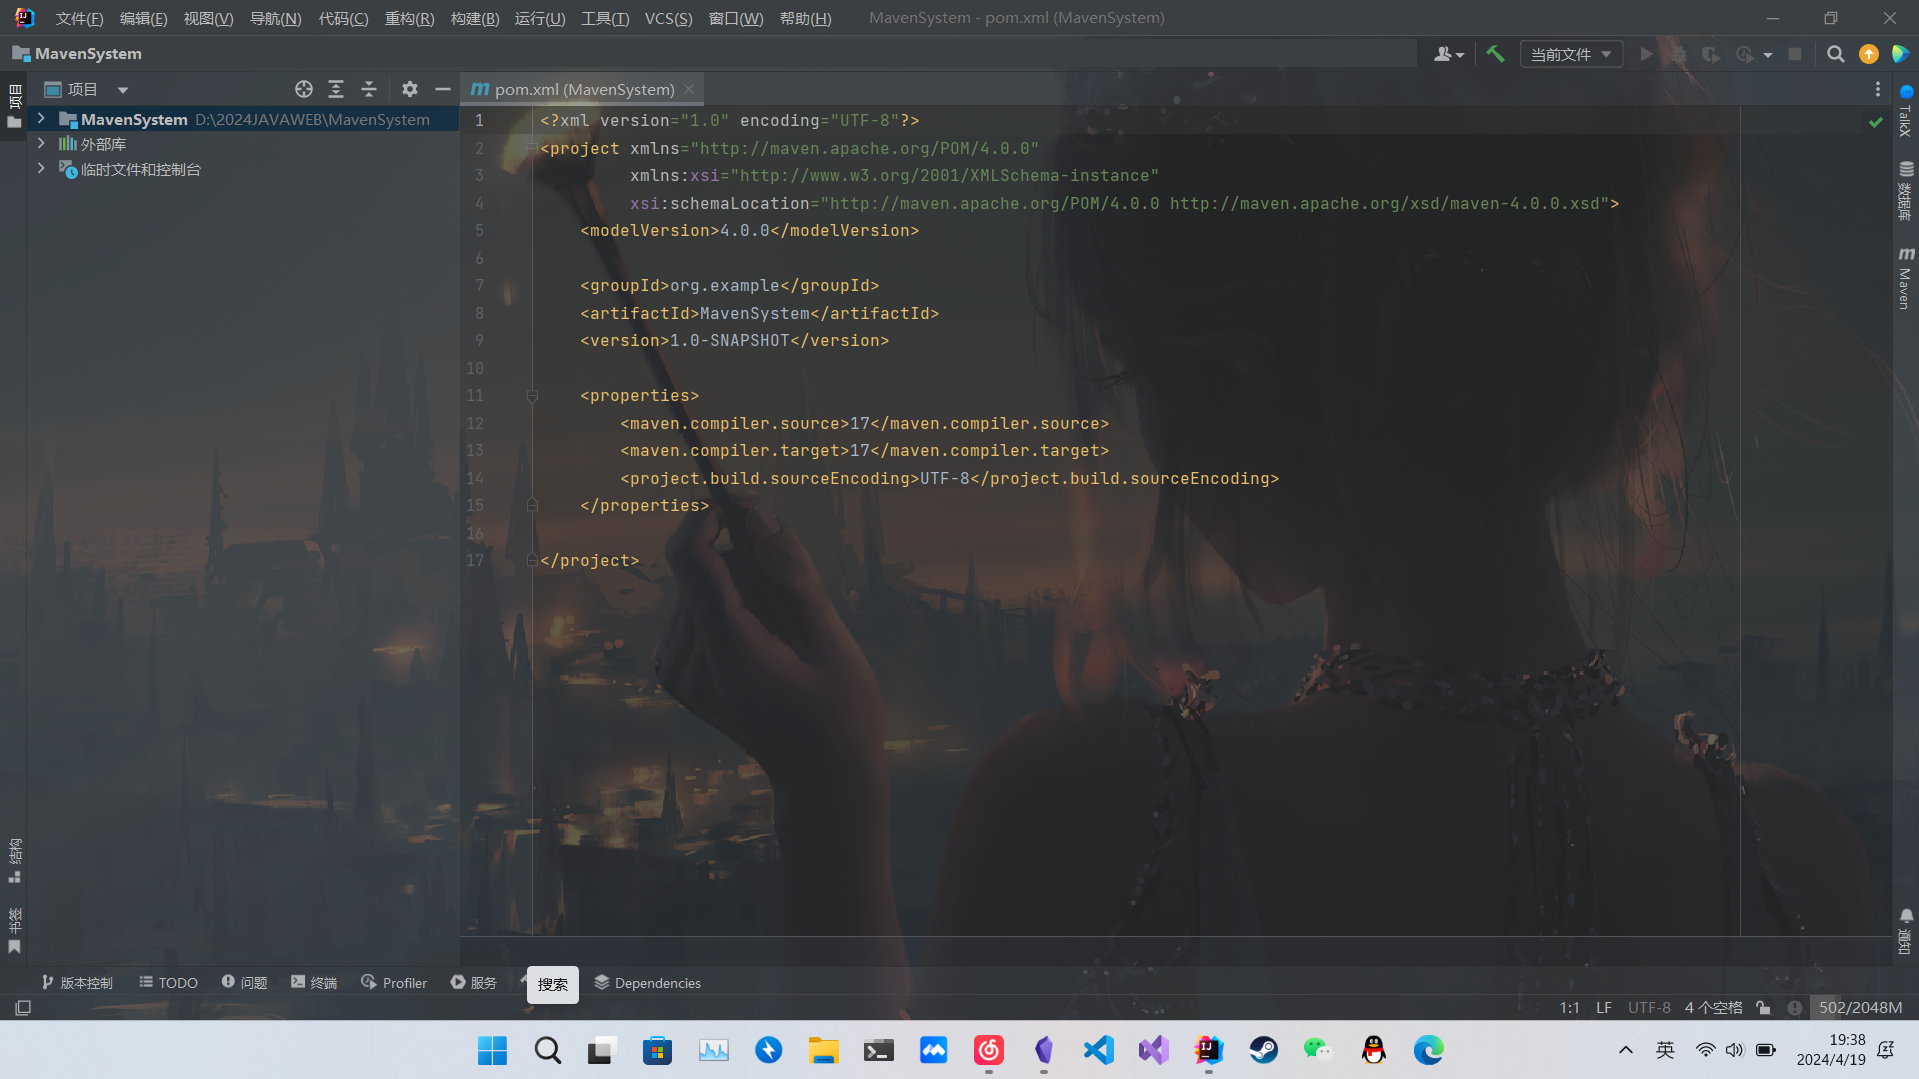 文件(F) 编辑(E) 视图(V) 导航(N) 代码(C) 重构(R) 构建(B) 运行(U) 工具(T) VCS(S) 窗口(W) 帮助(H) MavenSystem - pom.xml (MavenSystem)
MavenSystem
当前文件
项目
项目
pom.xml (MavenSystem)
MavenSystem D:\2024JAVAWEB\MavenSystem
外部库
临时文件和控制台
1 <?xml version="1.0" encoding="UTF-8"?>
2 <project xmlns="http://maven.apache.org/POM/4.0.0"
3 xmlns:xsi="http://www.w3.org/2001/XMLSchema-instance"
4 xsi:schemaLocation="http://maven.apache.org/POM/4.0.0 http://maven.apache.org/xsd/maven-4.0.0.xsd">
5 <modelVersion>4.0.0</modelVersion>
6
7 <groupId>org.example</groupId>
8 <artifactId>MavenSystem</artifactId>
9 <version>1.0-SNAPSHOT</version>
10
11 <properties>
12 <maven.compiler.source>17</maven.compiler.source>
13 <maven.compiler.target>17</maven.compiler.target>
14 <project.build.sourceEncoding>UTF-8</project.build.sourceEncoding>
15 </properties>
16
17 </project>
TalkX
数据库
Maven
通知
结构
书签
版本控制 TODO 问题 终端 Profiler 服务 搜索 Dependencies
1:1 LF UTF-8 4 个空格 502/2048M
英
19:38
2024/4/19